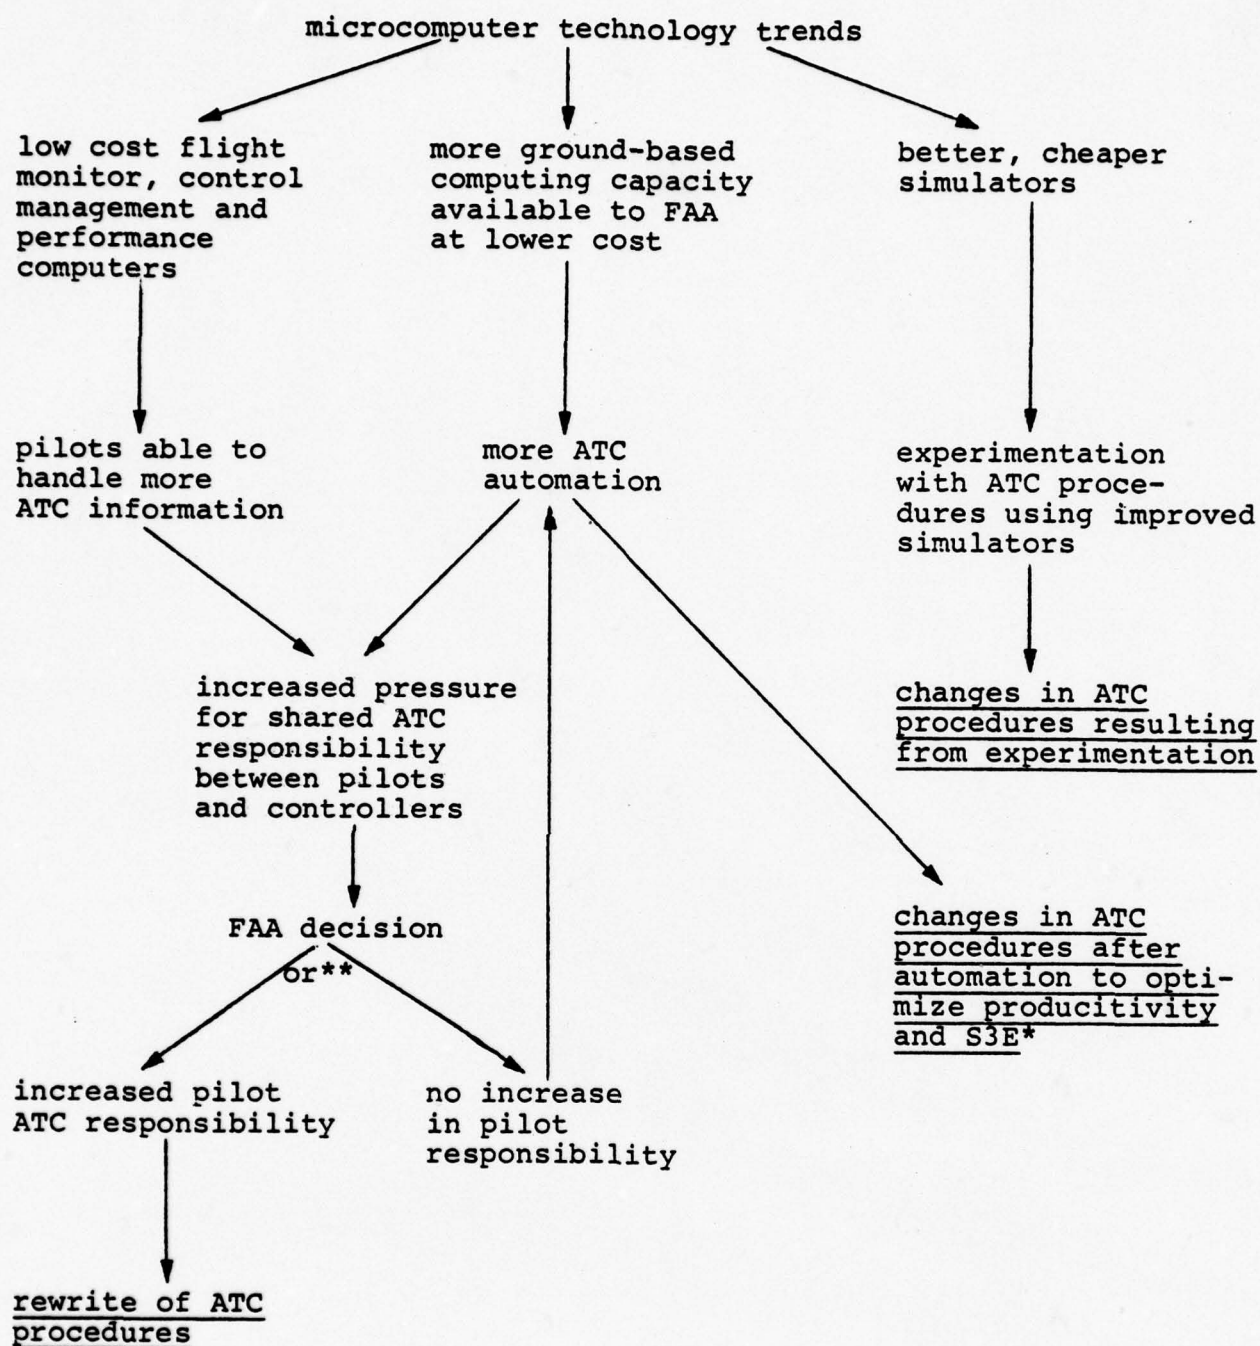 microcomputer technology trends
low cost flight
monitor, control
management and
performance
computers
more ground-based
computing capacity
available to FAA
at lower cost
better, cheaper
simulators
pilots able to
handle more
ATC information
more ATC
automation
experimentation
with ATC proce-
dures using improved
simulators
increased pressure
for shared ATC
responsibility
between pilots
and controllers
changes in ATC
procedures resulting
from experimentation
FAA decision
or**
changes in ATC
procedures after
automation to opti-
mize producitivity
and S3E*
increased pilot
ATC responsibility
no increase
in pilot
responsibility
rewrite of ATC
procedures